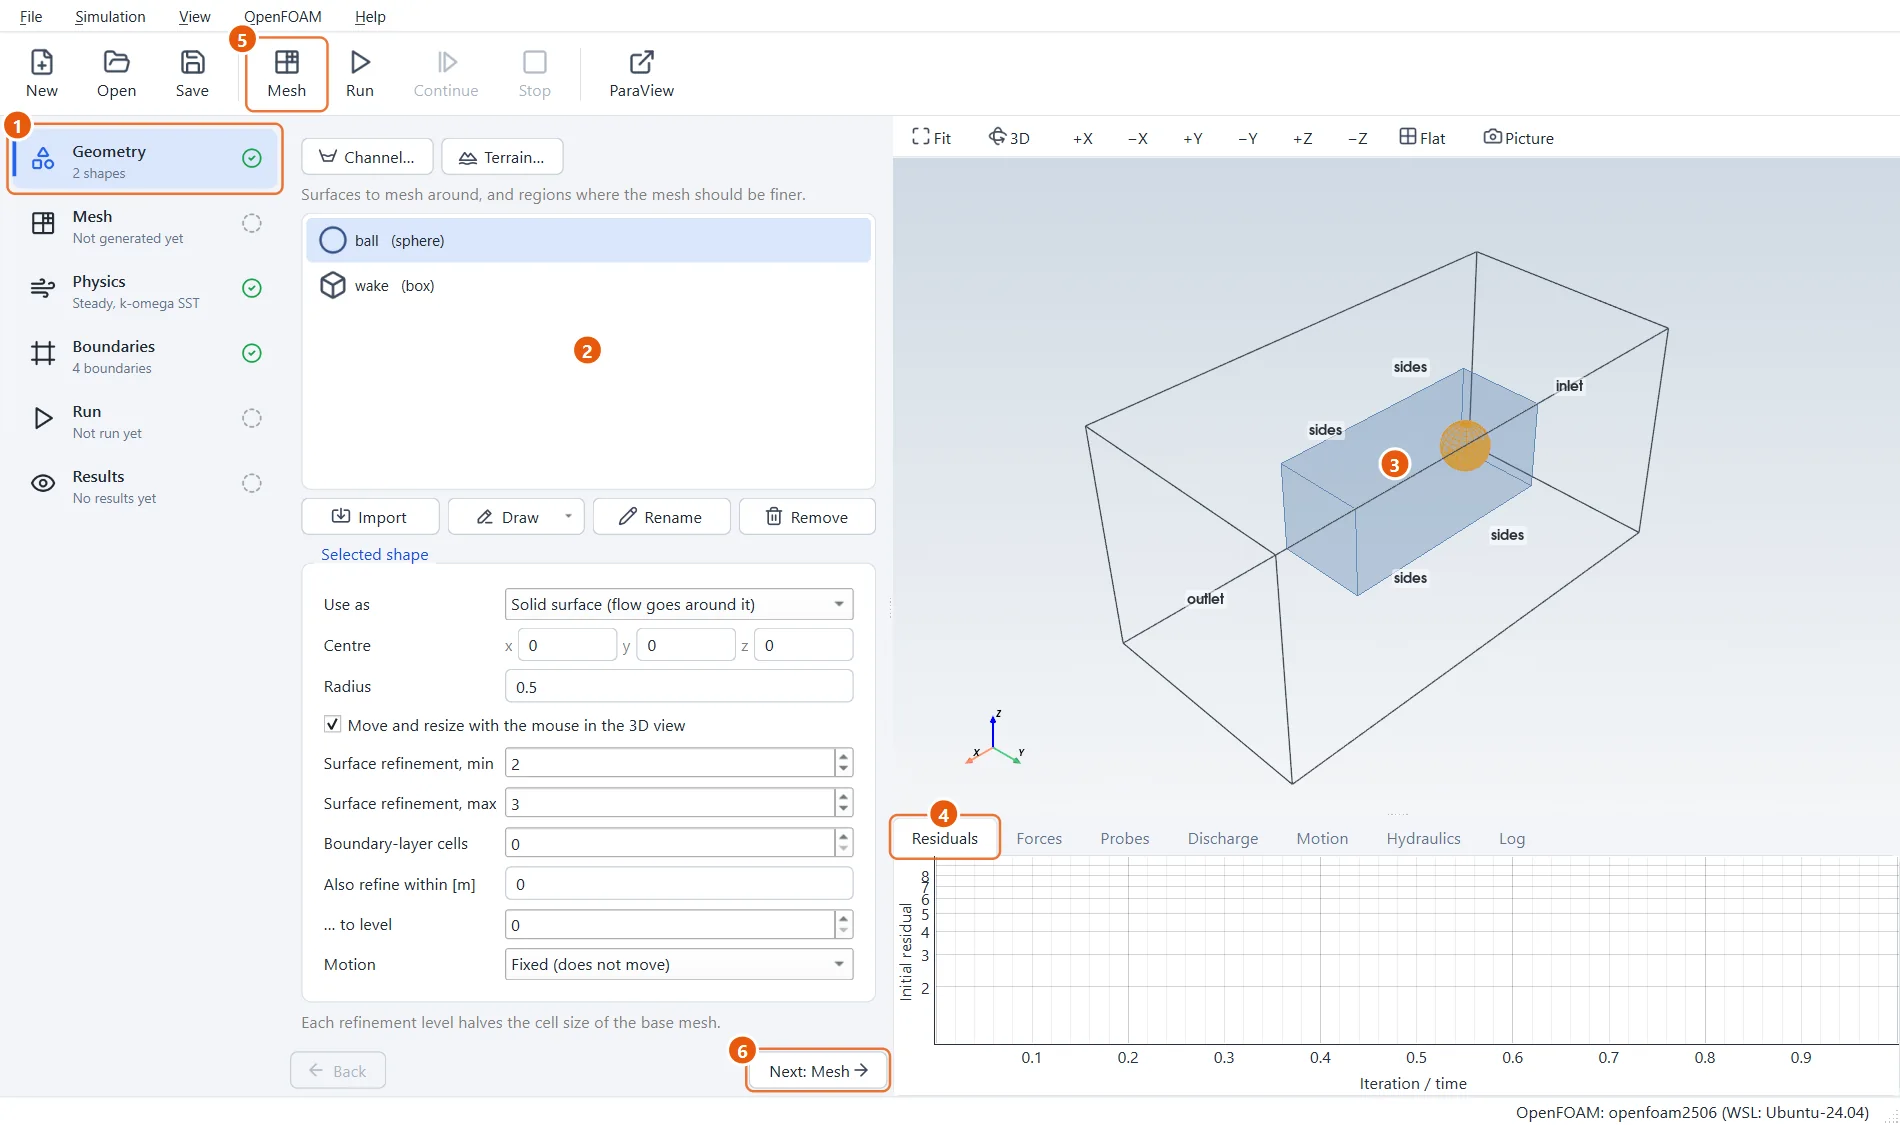 File Simulation View OpenFOAM Help
5
New Open Save Mesh Run Continue Stop ParaView
1
Geometry
2 shapes
Mesh
Not generated yet
Physics
Steady, k-omega SST
Boundaries
4 boundaries
Run
Not run yet
Results
No results yet
Channel... Terrain...
Surfaces to mesh around, and regions where the mesh should be finer.
ball (sphere)
wake (box)
2
Import Draw Rename Remove
Selected shape
Use as Solid surface (flow goes around it)
Centre x 0 y 0 z 0
Radius 0.5
Move and resize with the mouse in the 3D view
Surface refinement, min 2
Surface refinement, max 3
Boundary-layer cells 0
Also refine within [m] 0
... to level 0
Motion Fixed (does not move)
Each refinement level halves the cell size of the base mesh.
6
Back Next: Mesh
Fit 3D +X −X +Y −Y +Z −Z Flat Picture
sides
inlet
sides
3
sides
sides
outlet
Z
X Y
4
Residuals Forces Probes Discharge Motion Hydraulics Log
Initial residual
8
7
6
5
4
3
2
0.1 0.2 0.3 0.4 0.5 0.6 0.7 0.8 0.9
Iteration / time
OpenFOAM: openfoam2506 (WSL: Ubuntu-24.04)